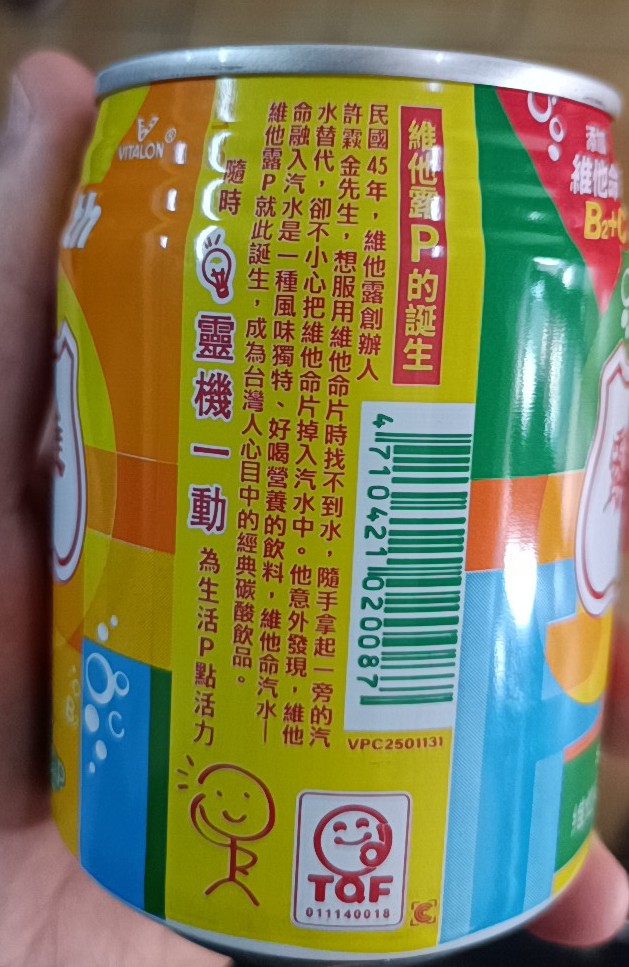 VITALON®
維他露P的誕生
民國45年，維他露創辦人
許霖金先生，想服用維他命片時找不到水，隨手拿起一旁的汽
水替代，卻不小心把維他命片掉入汽水中。他意外發現，維他
命融入汽水是一種風味獨特、好喝營養的飲料，維他命汽水—
維他露P就此誕生，成為台灣人心目中的經典碳酸飲品。
隨時
靈機一動
為生活P點活力
4710421020087
VPC2501131
TQF
011140018
添加
維他命
B2+C